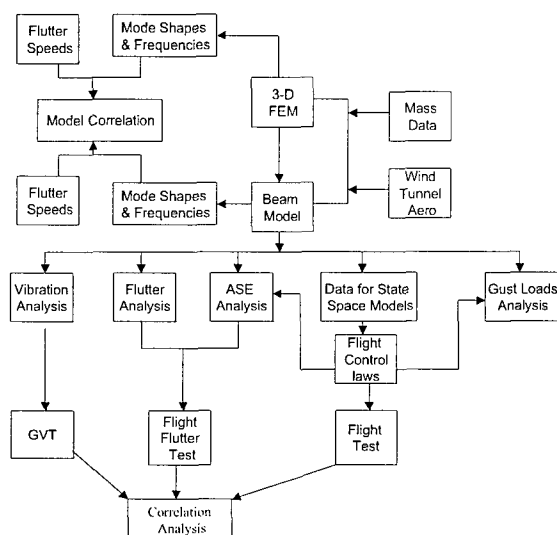 Flutter
Speeds
Mode Shapes
& Frequencies
3-D
FEM
Mass
Data
Model Correlation
Wind
Tunnel
Aero
Flutter
Speeds
Mode Shapes
& Frequencies
Beam
Model
Vibration
Analysis
Flutter
Analysis
ASE
Analysis
Data for State
Space Models
Gust Loads
Analysis
Flight
Control
laws
GVT
Flight
Flutter
Test
Flight
Test
Correlation
Analysis